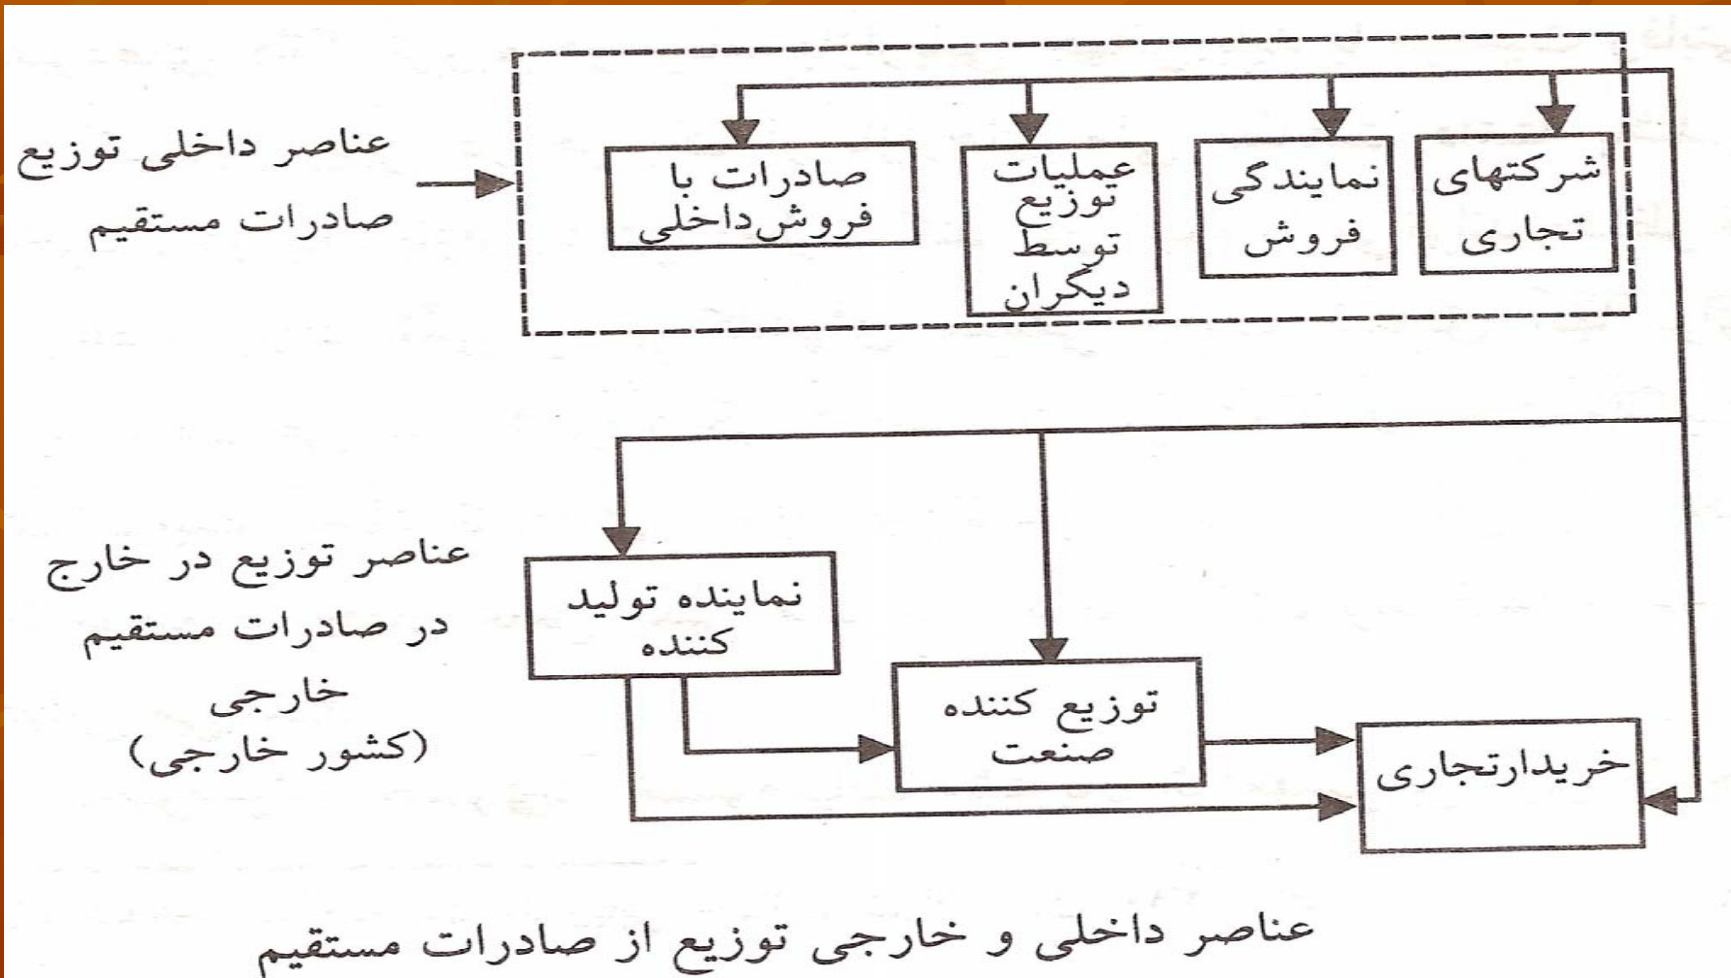 عناصر داخلی توزیع
صادرات مستقیم
شرکتهای
تجاری
نمایندگی
فروش
عملیات
توزیع
توسط
دیگران
صادرات با
فروش‌داخلی
عناصر توزیع در خارج
در صادرات مستقیم
خارجی
(کشور خارجی)
نماینده تولید
کننده
توزیع کننده
صنعت
خریدارتجاری
عناصر داخلی و خارجی توزیع از صادرات مستقیم